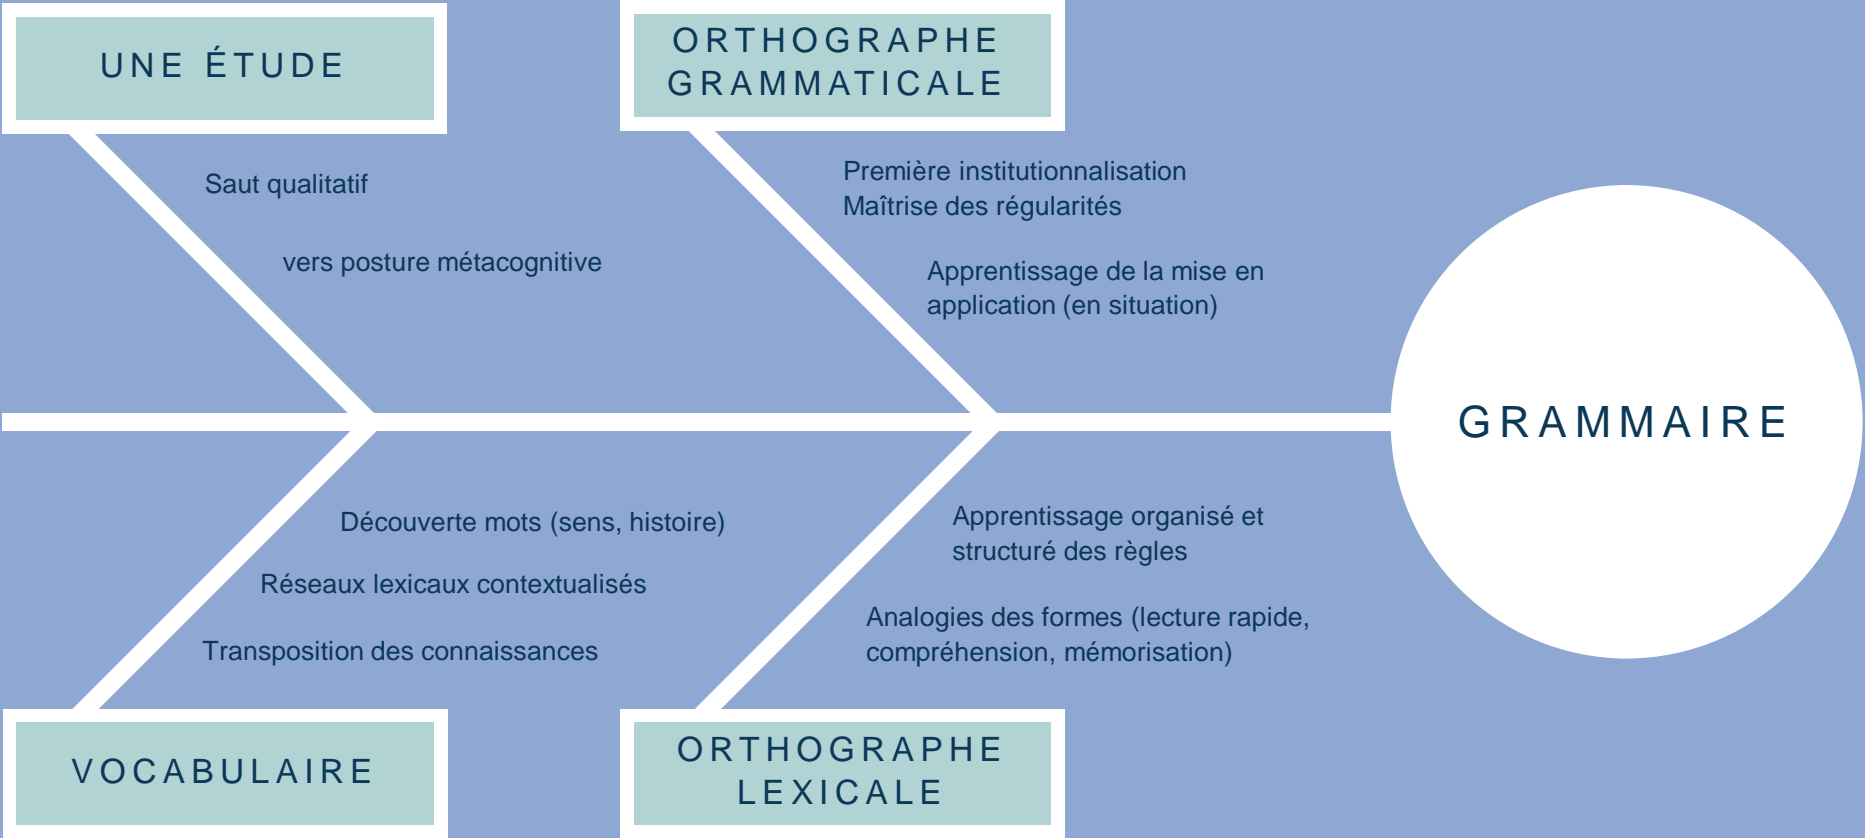 UNE ÉTUDE
Saut qualitatif
vers posture métacognitive
ORTHOGRAPHE
GRAMMATICALE
Première institutionnalisation
Maîtrise des régularités
Apprentissage de la mise en
application (en situation)
GRAMMAIRE
Découverte mots (sens, histoire)
Réseaux lexicaux contextualisés
Transposition des connaissances
VOCABULAIRE
Apprentissage organisé et
structuré des règles
Analogies des formes (lecture rapide,
compréhension, mémorisation)
ORTHOGRAPHE
LEXICALE